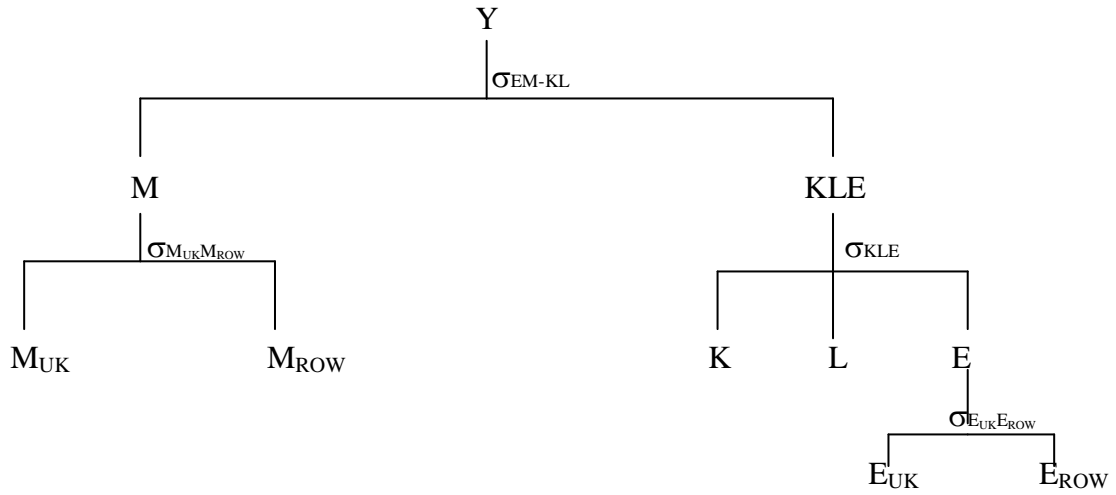 Y
σEM-KL
M KLE
σMUKMROW σKLE
MUK MROW K L E
σEUKEROW
EUK EROW